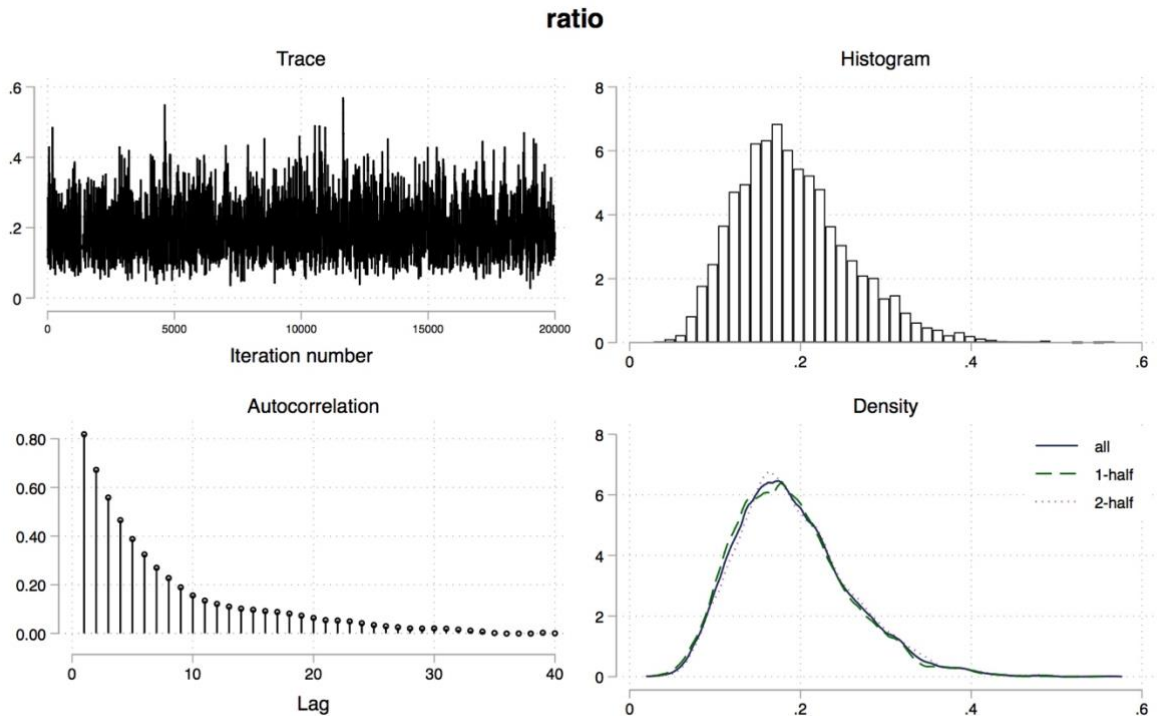 ratio
Trace
.6
.4
.2
0
0 5000 10000 15000 20000
Iteration number
Histogram
8
6
4
2
0
0 .2 .4 .6
Autocorrelation
0.80
0.60
0.40
0.20
0.00
0 10 20 30 40
Lag
Density
8
6
4
2
0
all
1-half
2-half
0 .2 .4 .6